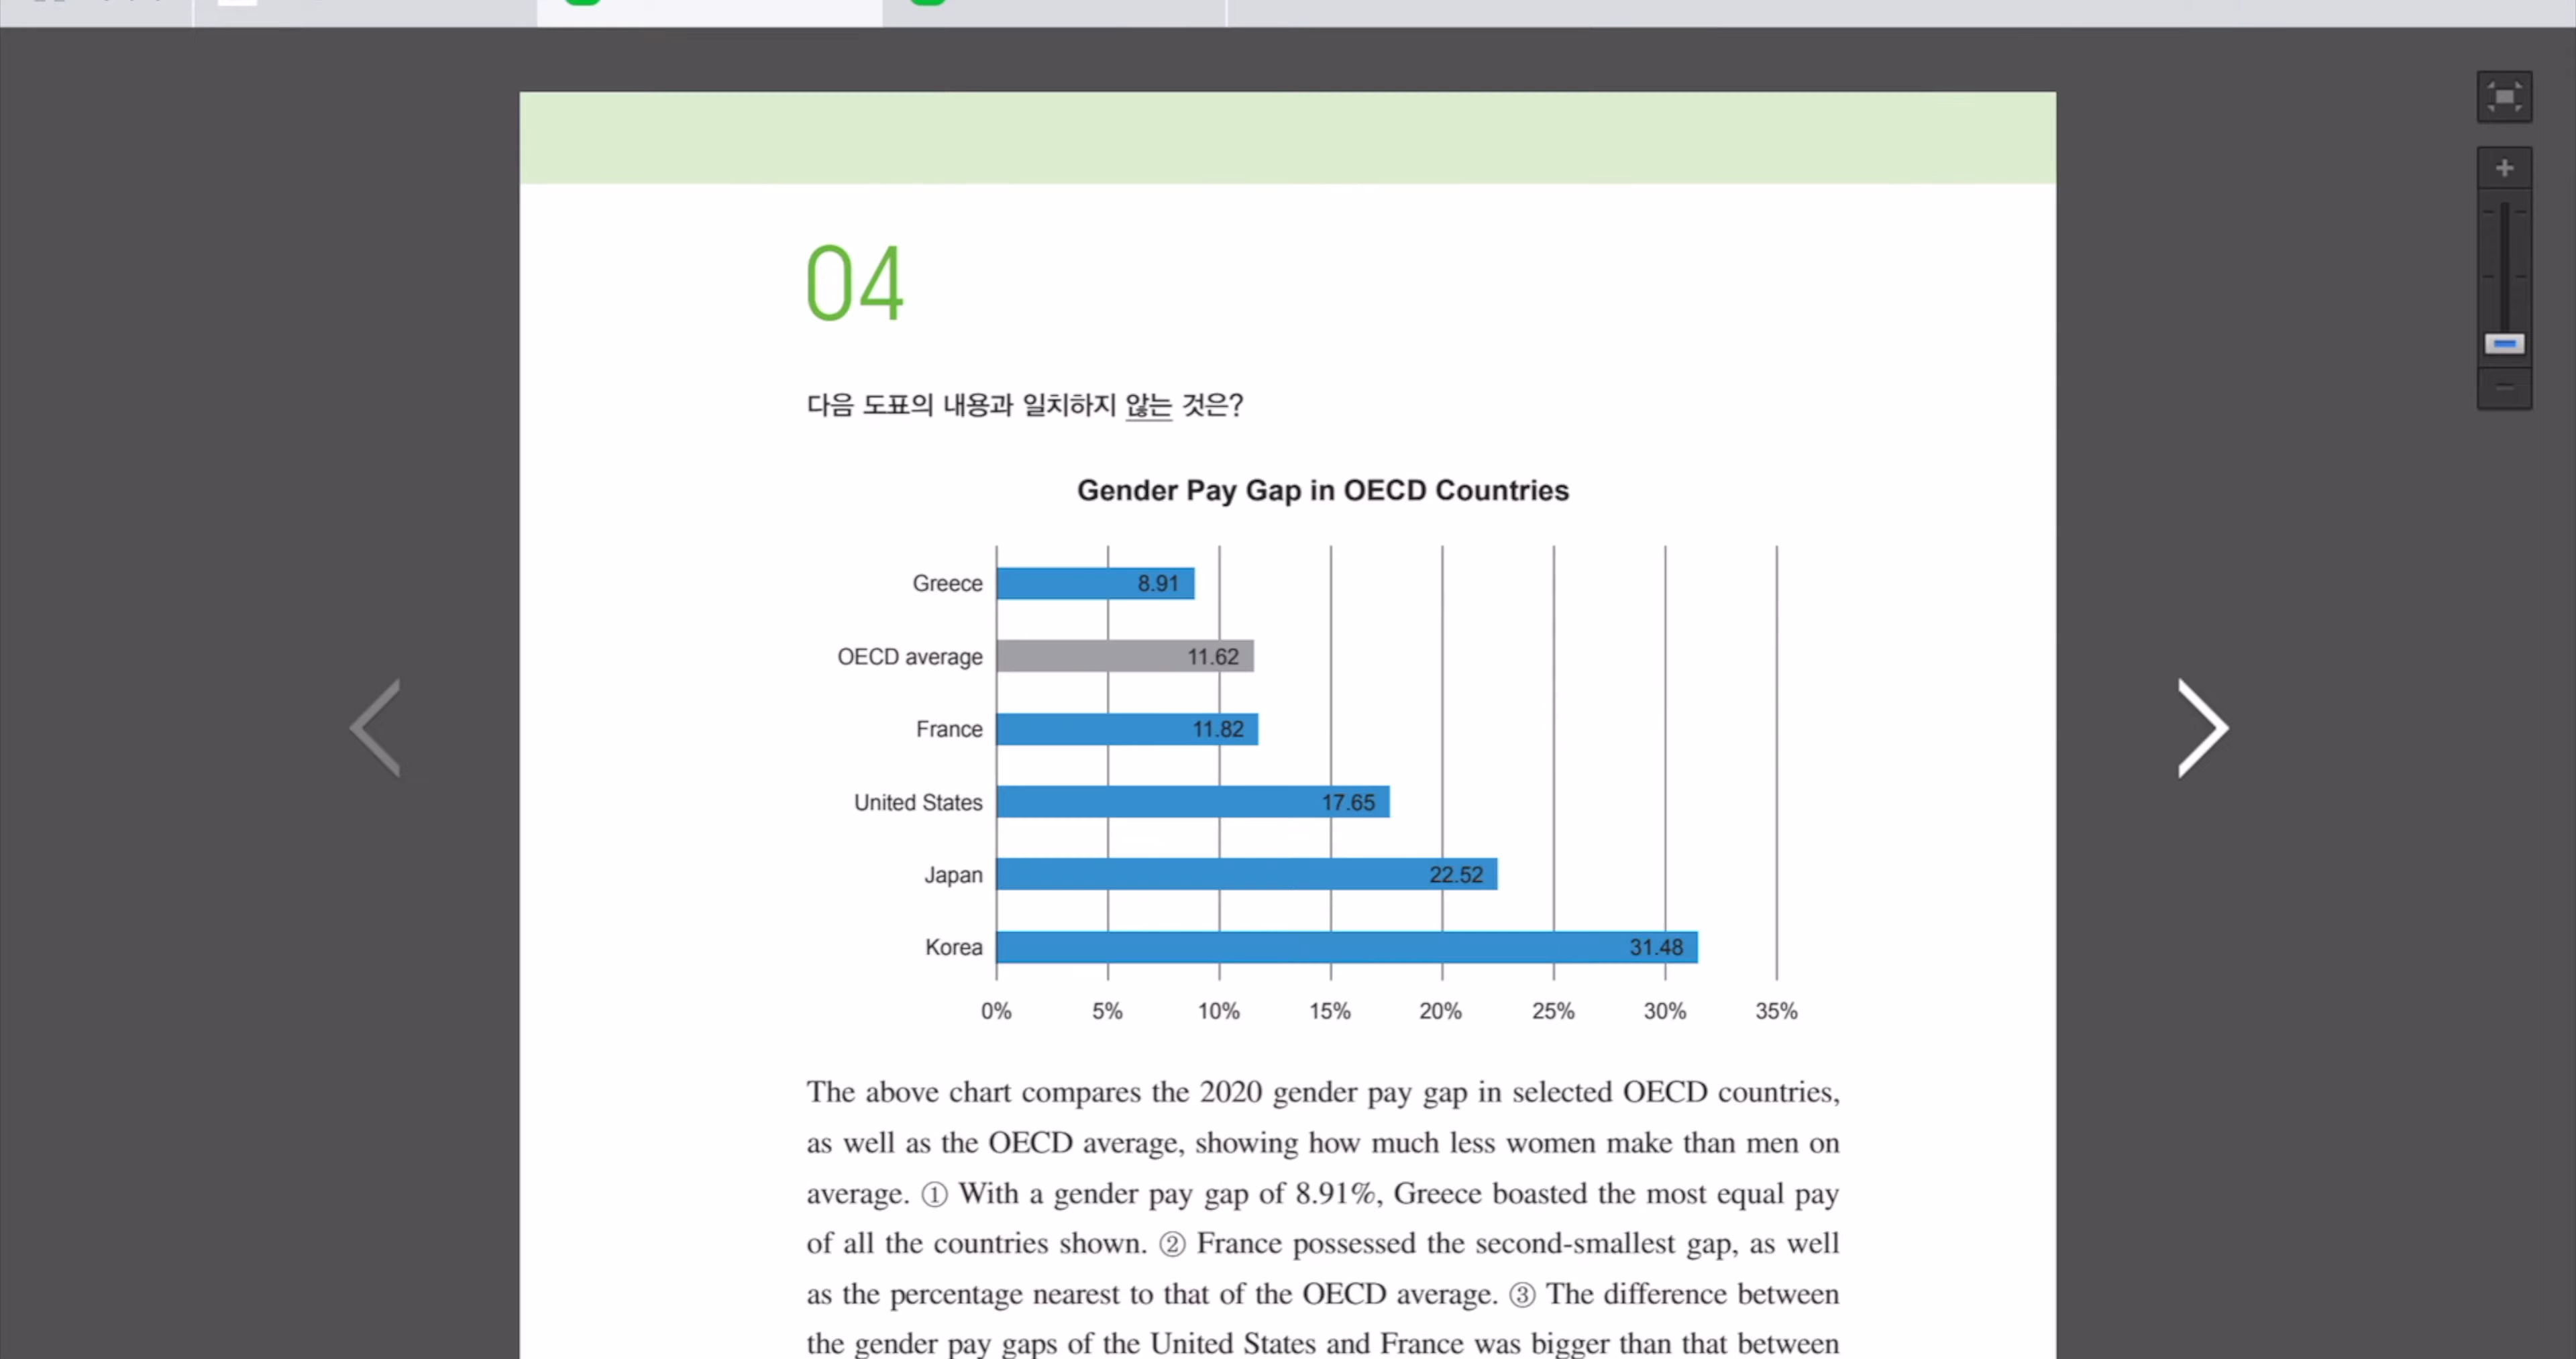 04
다음 도표의 내용과 일치하지 않는 것은?
Gender Pay Gap in OECD Countries
Greece 8.91
OECD average 11.62
France 11.82
United States 17.65
Japan 22.52
Korea 31.48
0% 5% 10% 15% 20% 25% 30% 35%
The above chart compares the 2020 gender pay gap in selected OECD countries,
as well as the OECD average, showing how much less women make than men on
average. ① With a gender pay gap of 8.91%, Greece boasted the most equal pay
of all the countries shown. ② France possessed the second-smallest gap, as well
as the percentage nearest to that of the OECD average. ③ The difference between
the gender pay gaps of the United States and France was bigger than that between